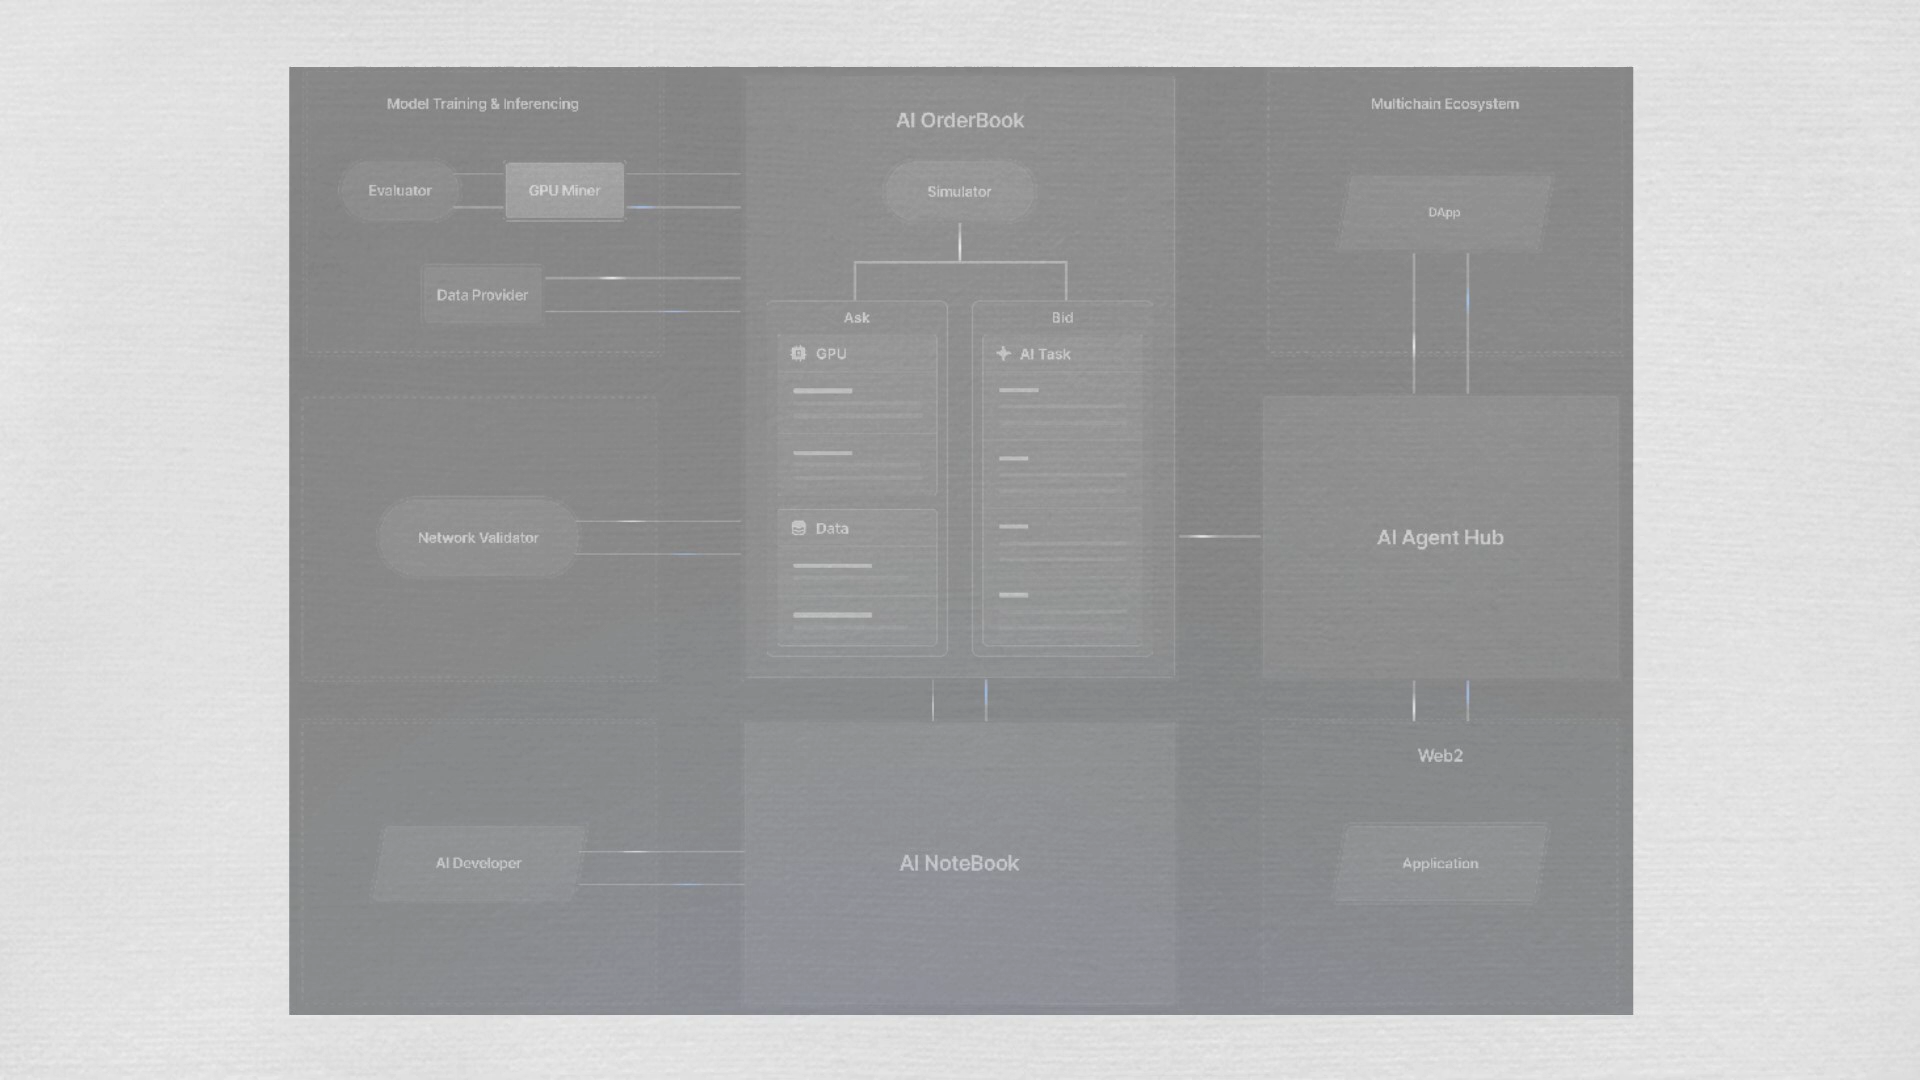 Model Training & Inferencing
Evaluator
GPU Miner
Data Provider
Network Validator
AI Developer
AI OrderBook
Simulator
Ask
GPU
Data
Bid
AI Task
AI NoteBook
Multichain Ecosystem
DApp
AI Agent Hub
Web2
Application